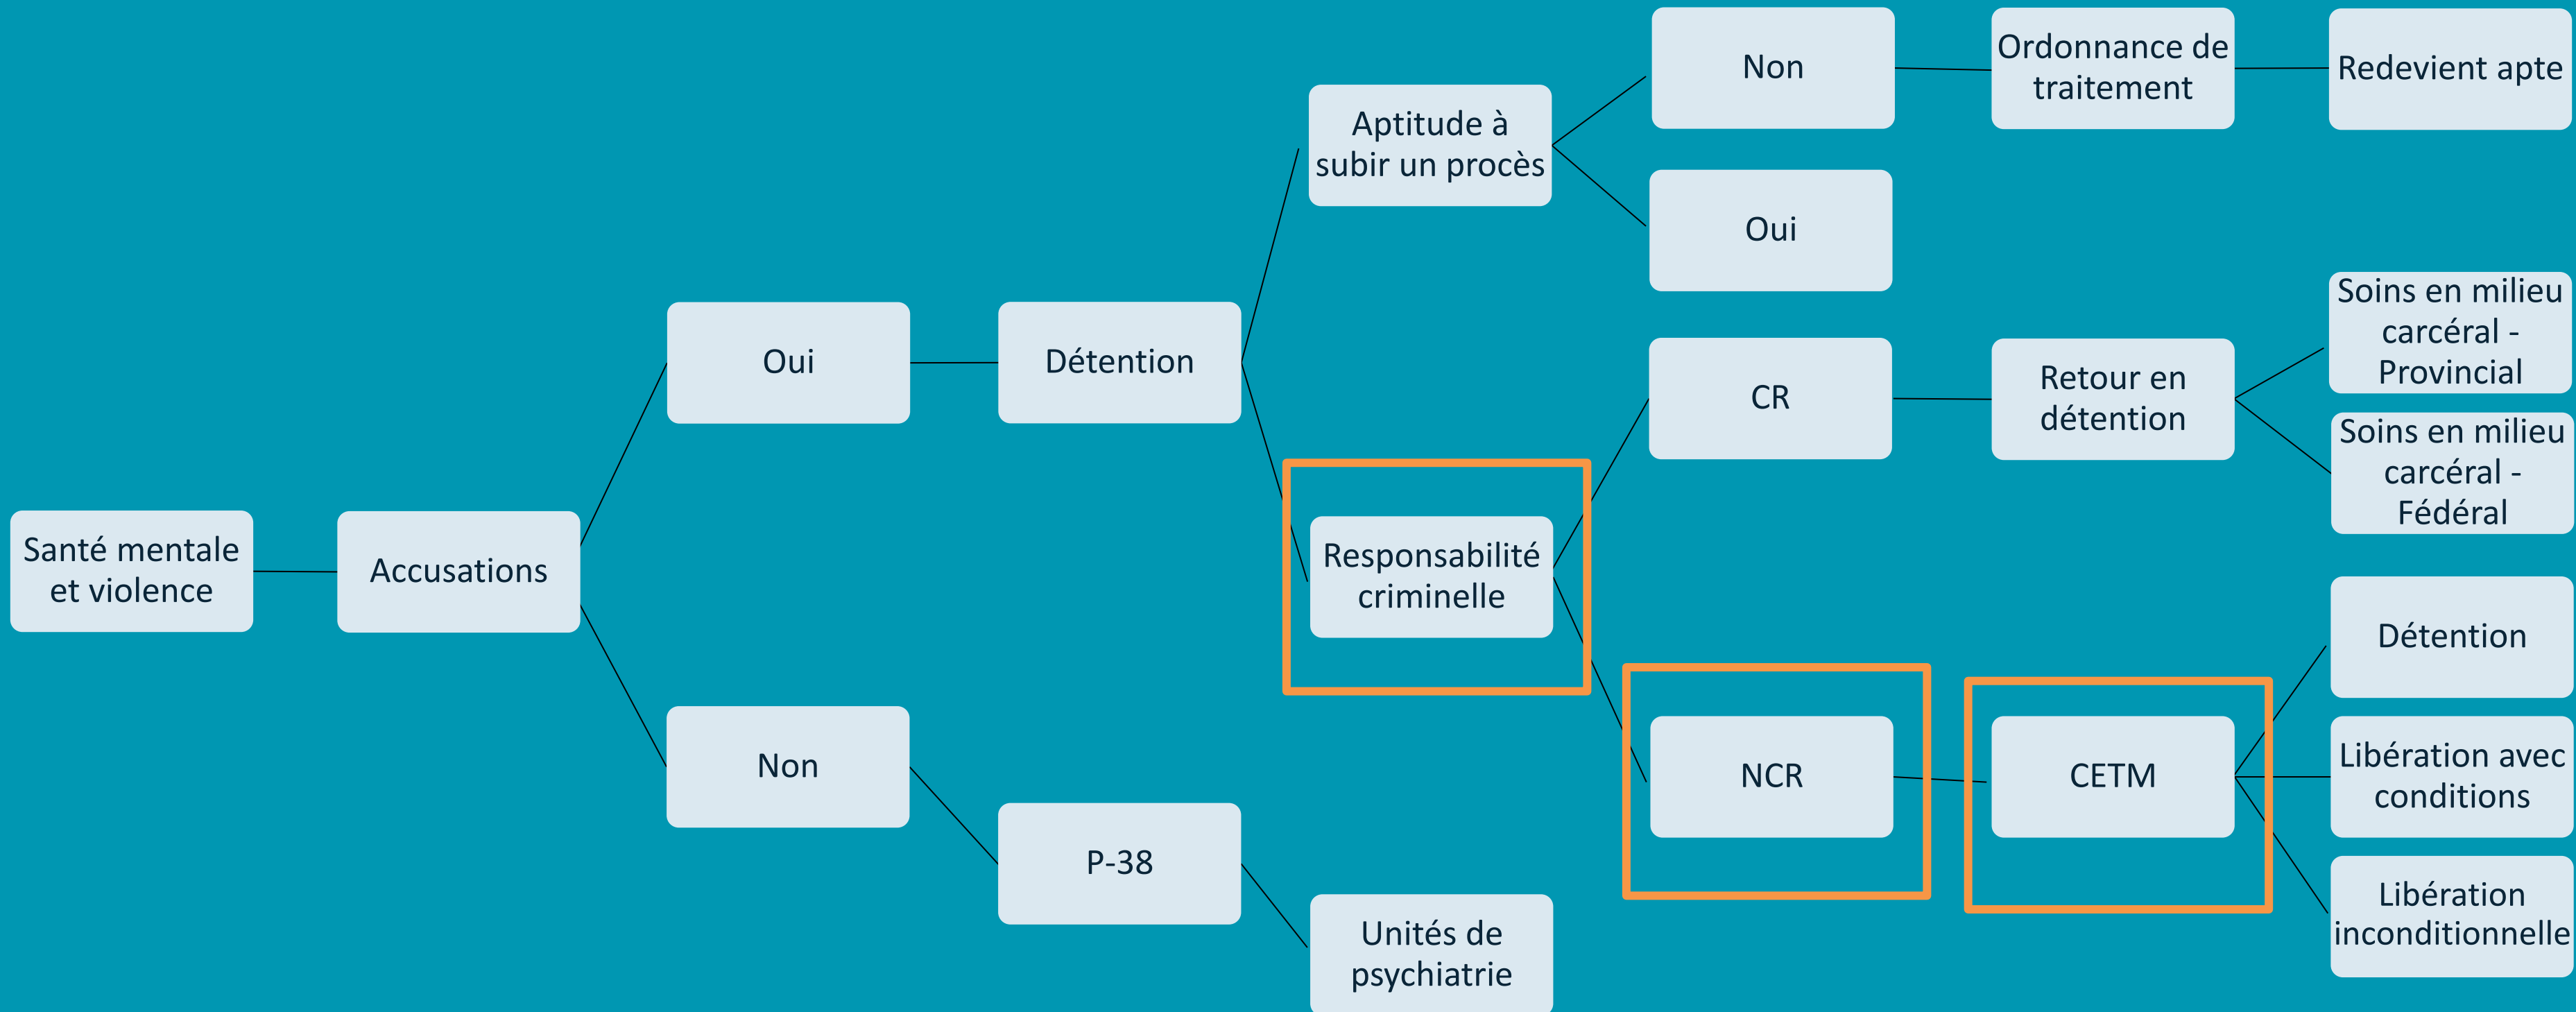 Santé mentale
et violence
Accusations
Oui
Détention
Aptitude à
subir un procès
Non
Ordonnance de
traitement
Redevient apte
Oui
Responsabilité
criminelle
CR
Retour en
détention
Soins en milieu
carcéral -
Provincial
Soins en milieu
carcéral -
Fédéral
NCR
CETM
Détention
Libération avec
conditions
Libération
inconditionnelle
Non
P-38
Unités de
psychiatrie